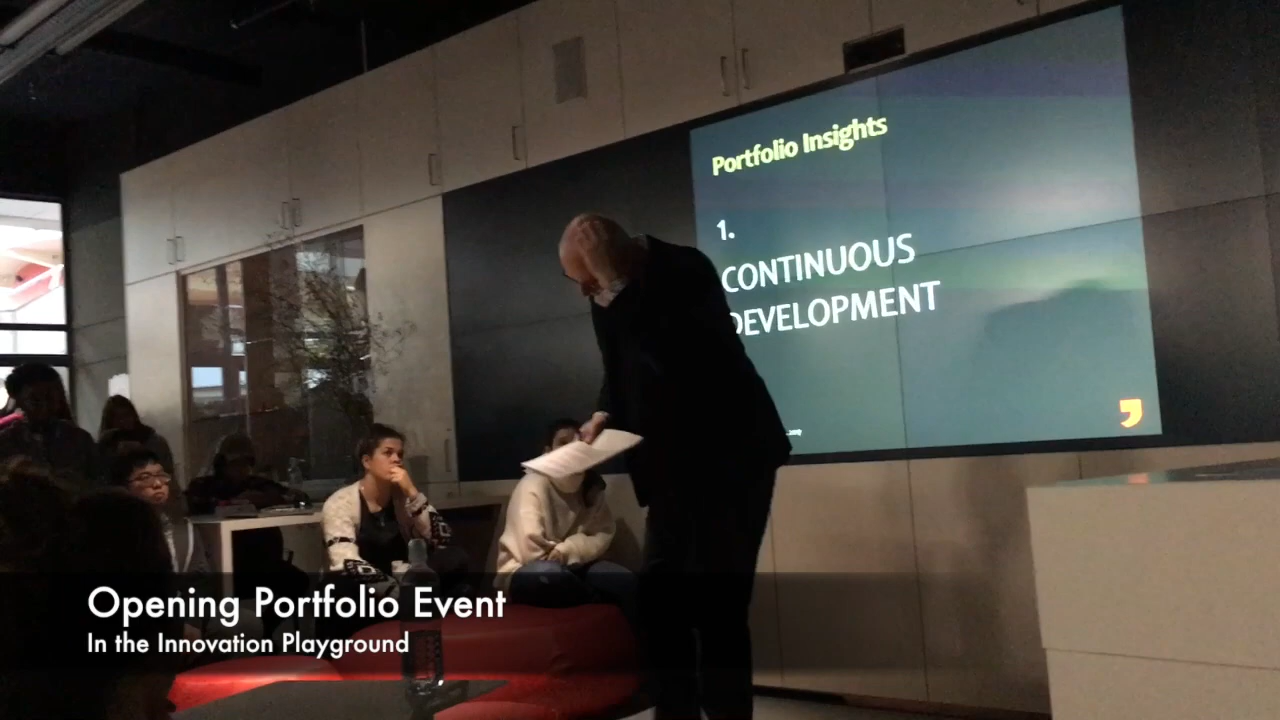 Portfolio Insights
1.
CONTINUOUS
DEVELOPMENT
Opening Portfolio Event
In the Innovation Playground